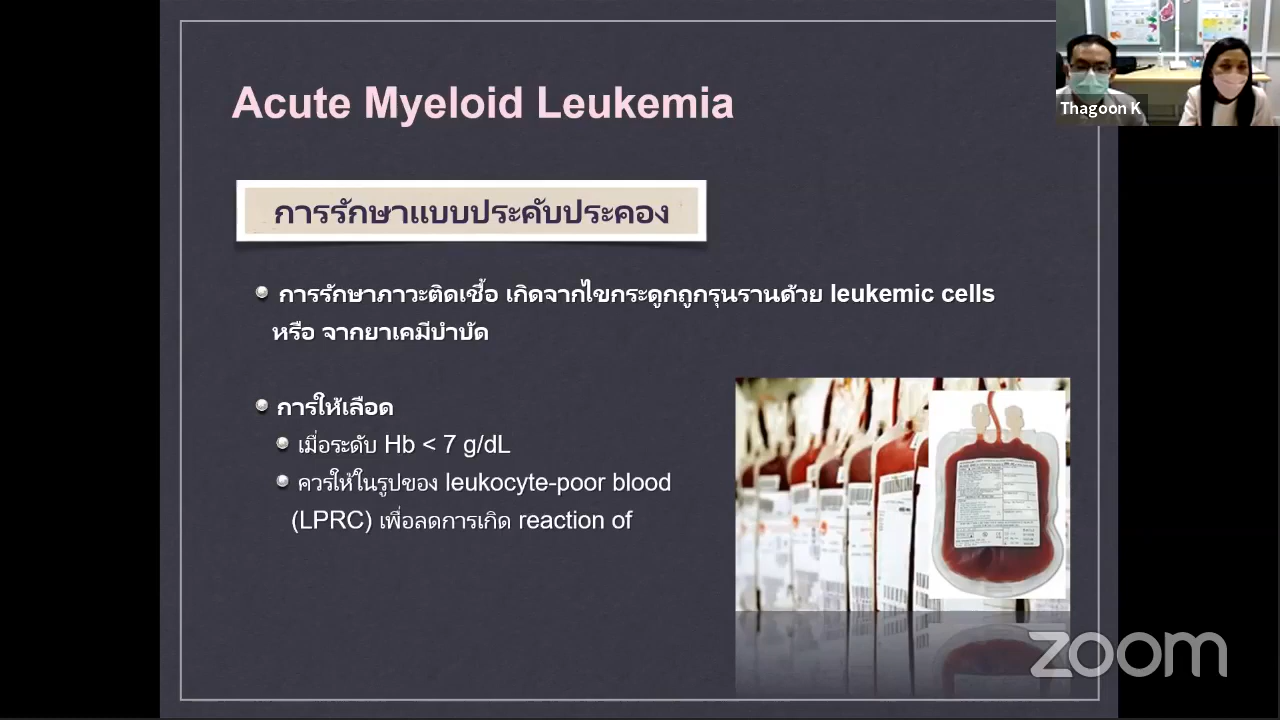 Acute Myeloid Leukemia
การรักษาแบบประคับประคอง
การรักษาภาวะติดเชื้อ เกิดจากไขกระดูกถูกรุนรานด้วย leukemic cells
หรือ จากยาเคมีบำบัด
การให้เลือด
เมื่อระดับ Hb < 7 g/dL
ควรให้ในรูปของ leukocyte-poor blood
(LPRC) เพื่อลดการเกิด reaction of
Thagoon K
zoom